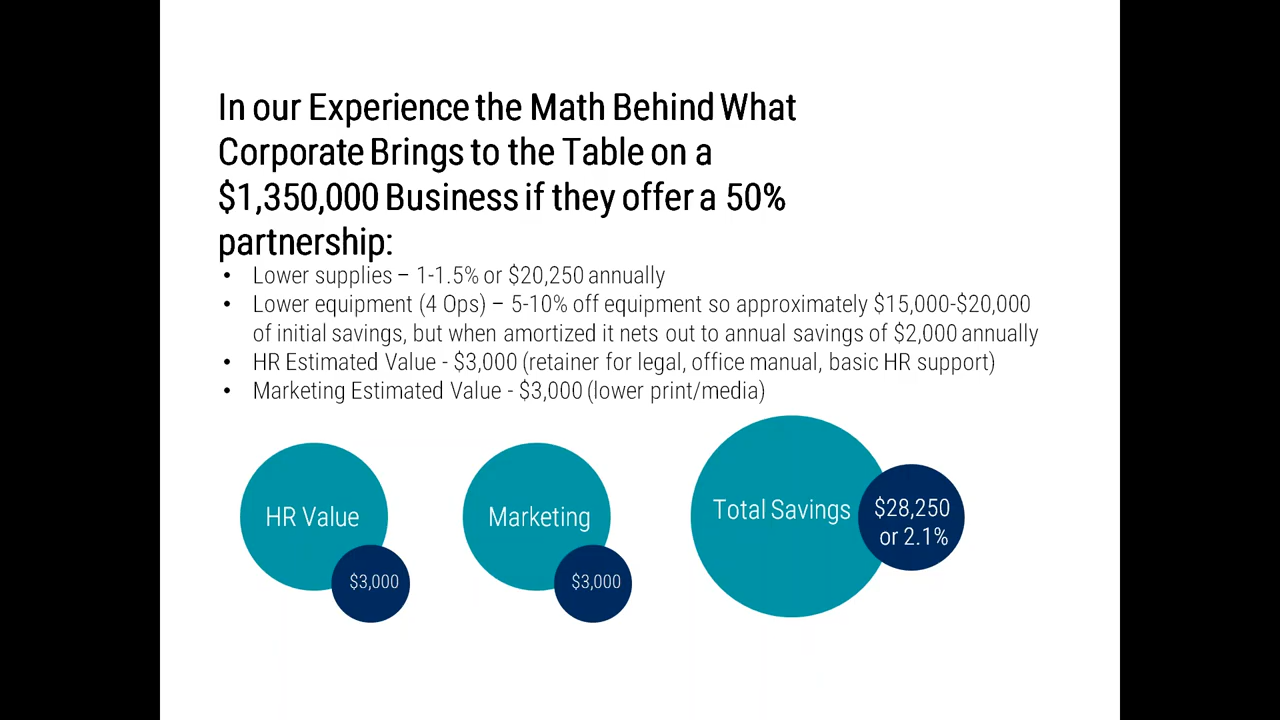 In our Experience the Math Behind What
Corporate Brings to the Table on a
$1,350,000 Business if they offer a 50%
partnership:
• Lower supplies – 1-1.5% or $20,250 annually
• Lower equipment (4 Ops) – 5-10% off equipment so approximately $15,000-$20,000
of initial savings, but when amortized it nets out to annual savings of $2,000 annually
• HR Estimated Value - $3,000 (retainer for legal, office manual, basic HR support)
• Marketing Estimated Value - $3,000 (lower print/media)
HR Value
$3,000
Marketing
$3,000
Total Savings
$28,250
or 2.1%